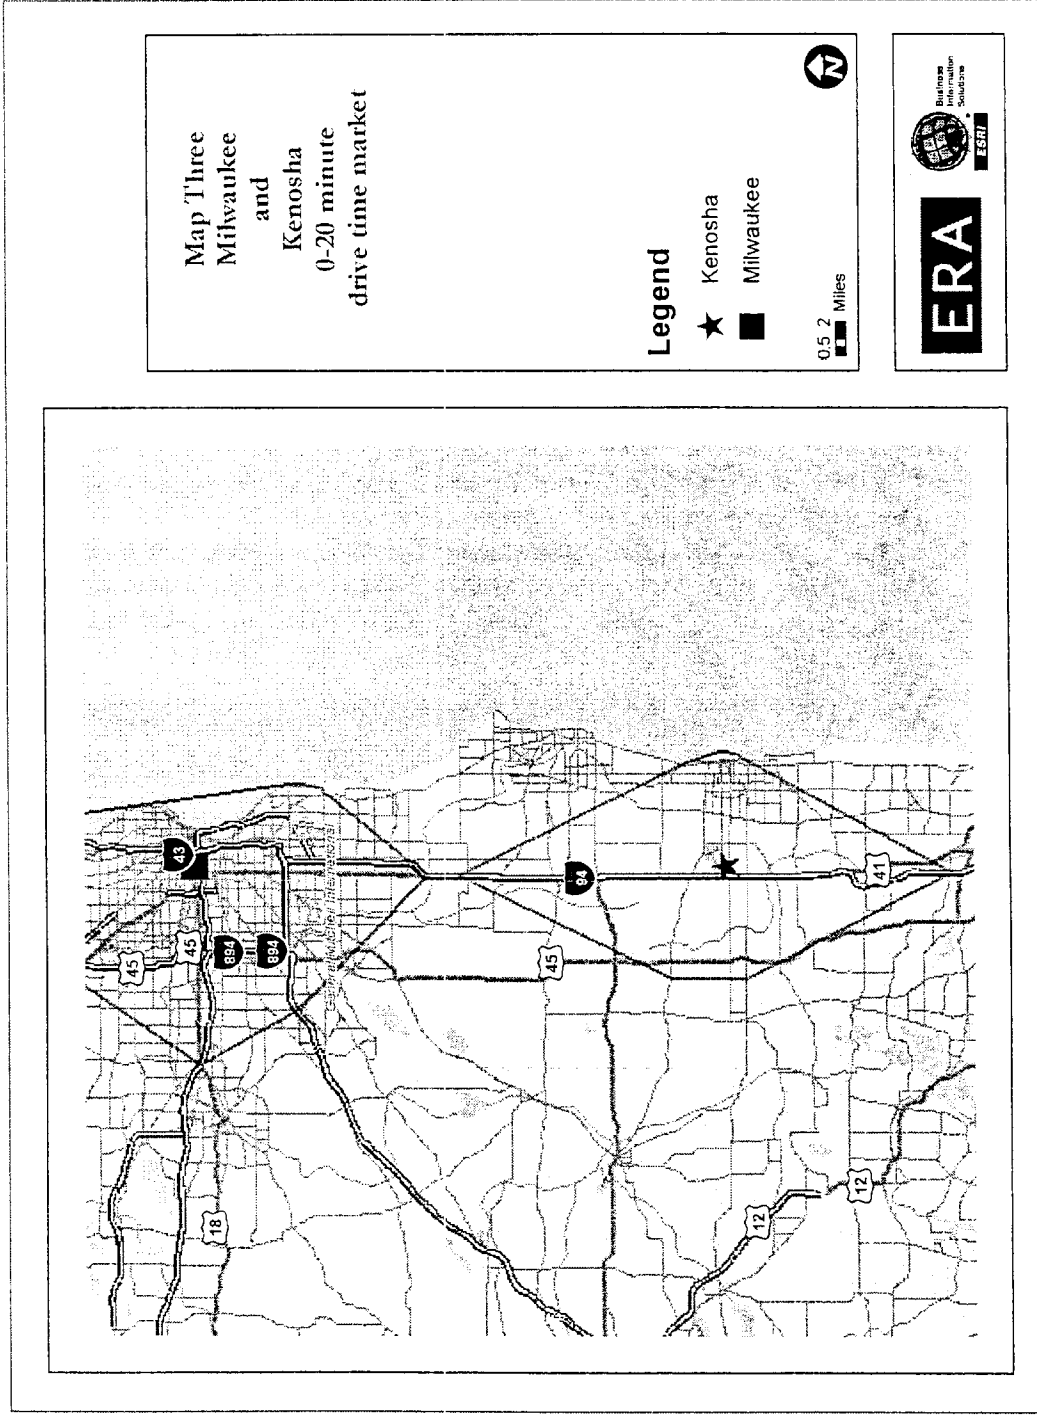 Map Three
Milwaukee
and
Kenosha
0-20 minute
drive time market
Legend
Kenosha
Milwaukee
0.5 2
Miles
N
ERA
ESRI
Business
Information
Solutions
43
45
45
894
894
18
94
45
41
12
12